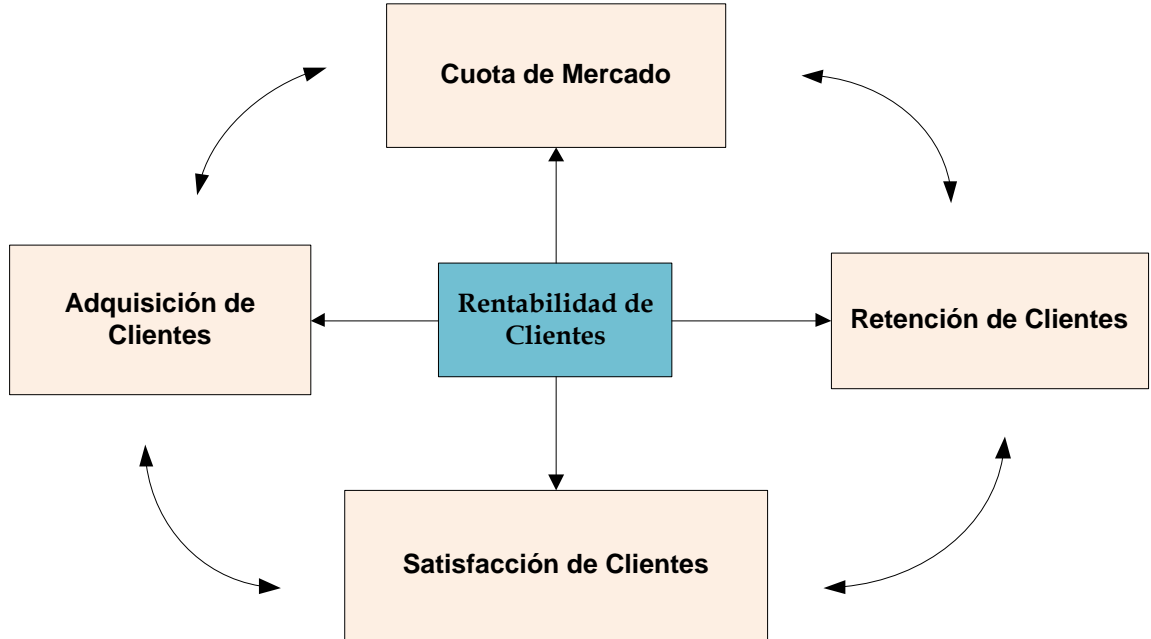 Cuota de Mercado
Adquisición de
Clientes
Rentabilidad de
Clientes
Retención de Clientes
Satisfacción de Clientes